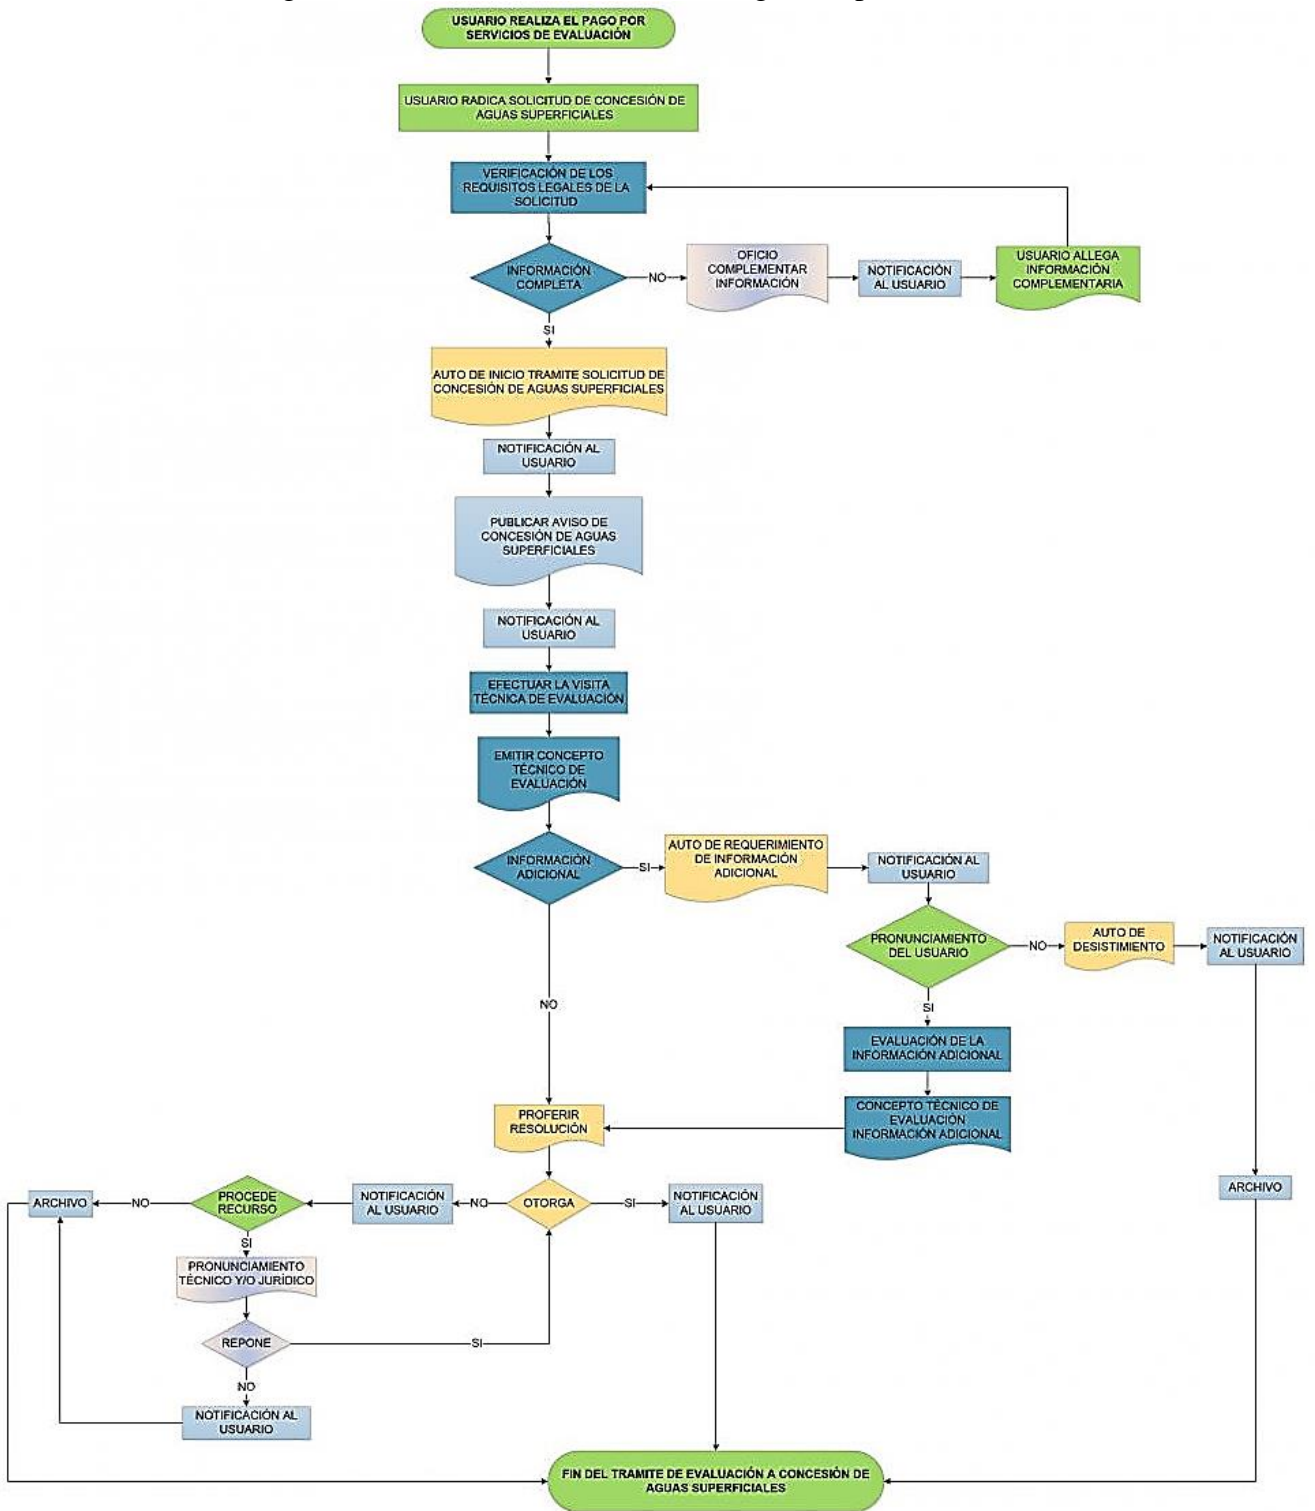 USUARIO REALIZA EL PAGO POR
SERVICIOS DE EVALUACIÓN
USUARIO RADICA SOLICITUD DE CONCESIÓN DE
AGUAS SUPERFICIALES
VERIFICACIÓN DE LOS
REQUISITOS LEGALES DE LA
SOLICITUD
INFORMACIÓN
COMPLETA
NO
OFICIO
COMPLEMENTAR
INFORMACIÓN
NOTIFICACIÓN
AL USUARIO
USUARIO ALLEGA
INFORMACIÓN
COMPLEMENTARIA
SI
AUTO DE INICIO TRAMITE SOLICITUD DE
CONCESIÓN DE AGUAS SUPERFICIALES
NOTIFICACIÓN AL
USUARIO
PUBLICAR AVISO DE
CONCESIÓN DE AGUAS
SUPERFICIALES
NOTIFICACIÓN AL
USUARIO
EFECTUAR LA VISITA
TÉCNICA DE EVALUACIÓN
EMITIR CONCEPTO
TÉCNICO DE
EVALUACIÓN
INFORMACIÓN
ADICIONAL
SI
AUTO DE REQUERIMIENTO
DE INFORMACIÓN
ADICIONAL
NOTIFICACIÓN AL
USUARIO
PRONUNCIAMIENTO
DEL USUARIO
NO
AUTO DE
DESISTIMIENTO
NOTIFICACIÓN
AL USUARIO
SI
NO
EVALUACIÓN DE LA
INFORMACIÓN ADICIONAL
CONCEPTO TÉCNICO DE
EVALUACIÓN
INFORMACIÓN ADICIONAL
PROFERIR
RESOLUCIÓN
ARCHIVO
NO
PROCEDE
RECURSO
NOTIFICACIÓN
AL USUARIO
NO
OTORGA
SI
NOTIFICACIÓN
AL USUARIO
ARCHIVO
SI
PRONUNCIAMIENTO
TÉCNICO Y/O JURÍDICO
REPONE
SI
NO
NOTIFICACIÓN AL
USUARIO
FIN DEL TRAMITE DE EVALUACIÓN A CONCESIÓN DE
AGUAS SUPERFICIALES